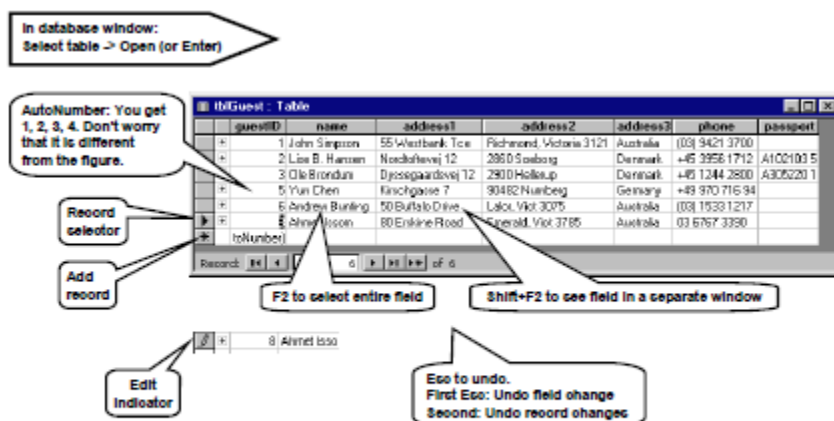 In database window:
Select table -> Open (or Enter)
AutoNumber: You get
1, 2, 3, 4. Don't worry
that it is different
from the figure.
tblGuest : Table
guestID name address1 address2 address3 phone passport
1 John Simpson 55 Westbank Tce Richmond, Victoria 3121 Australia (03) 9421 3700
2 Lise B. Hansen Nordtoftevej 12 2860 Soeborg Denmark +45 3956 1712 A102103 5
3 Ole Brondum Dyssegaardsvej 12 2900 Hellerup Denmark +45 1244 2800 A305220 1
5 Yun Chen Kirschgasse 7 90482 Nurnberg Germany +49 970 716 94
6 Andrew Bunting 50 Buffalo Drive Lalor, Vict 3075 Australia (03) 1533 1217
80 Erskine Road Emerald, Vict 3785 Australia 03 6767 3390
toNumber)
Record: 6 of 6
Record
selector
Add
record
F2 to select entire field
Shift+F2 to see field in a separate window
8 Ahmet Isso
Edit
indicator
Esc to undo.
First Esc: Undo field change
Second: Undo record changes